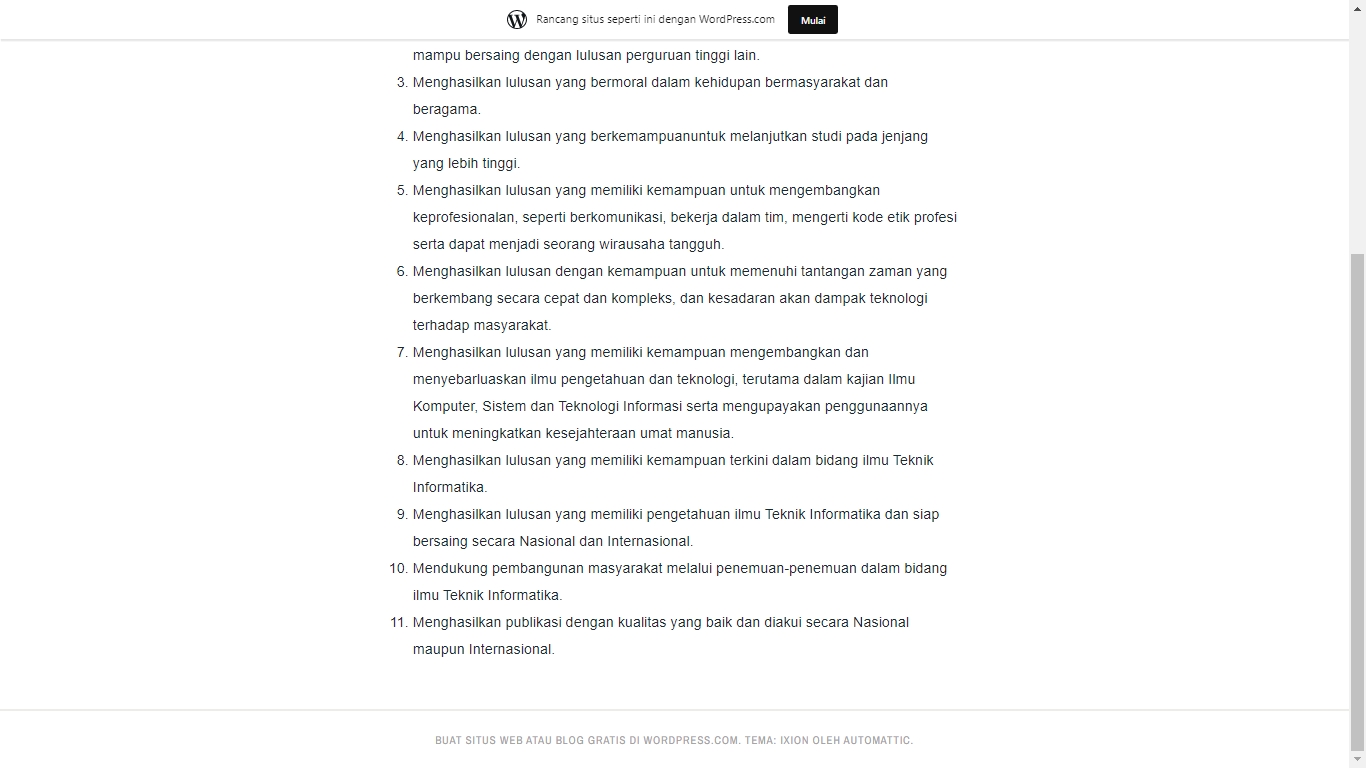 Rancang situs seperti ini dengan WordPress.com
Mulai
mampu bersaing dengan lulusan perguruan tinggi lain.
3. Menghasilkan lulusan yang bermoral dalam kehidupan bermasyarakat dan
beragama.
4. Menghasilkan lulusan yang berkemampuanuntuk melanjutkan studi pada jenjang
yang lebih tinggi.
5. Menghasilkan lulusan yang memiliki kemampuan untuk mengembangkan
keprofesionalan, seperti berkomunikasi, bekerja dalam tim, mengerti kode etik profesi
serta dapat menjadi seorang wirausaha tangguh.
6. Menghasilkan lulusan dengan kemampuan untuk memenuhi tantangan zaman yang
berkembang secara cepat dan kompleks, dan kesadaran akan dampak teknologi
terhadap masyarakat.
7. Menghasilkan lulusan yang memiliki kemampuan mengembangkan dan
menyebarluaskan ilmu pengetahuan dan teknologi, terutama dalam kajian Ilmu
Komputer, Sistem dan Teknologi Informasi serta mengupayakan penggunaannya
untuk meningkatkan kesejahteraan umat manusia.
8. Menghasilkan lulusan yang memiliki kemampuan terkini dalam bidang ilmu Teknik
Informatika.
9. Menghasilkan lulusan yang memiliki pengetahuan ilmu Teknik Informatika dan siap
bersaing secara Nasional dan Internasional.
10. Mendukung pembangunan masyarakat melalui penemuan-penemuan dalam bidang
ilmu Teknik Informatika.
11. Menghasilkan publikasi dengan kualitas yang baik dan diakui secara Nasional
maupun Internasional.
BUAT SITUS WEB ATAU BLOG GRATIS DI WORDPRESS.COM. TEMA: IXION OLEH AUTOMATTIC.